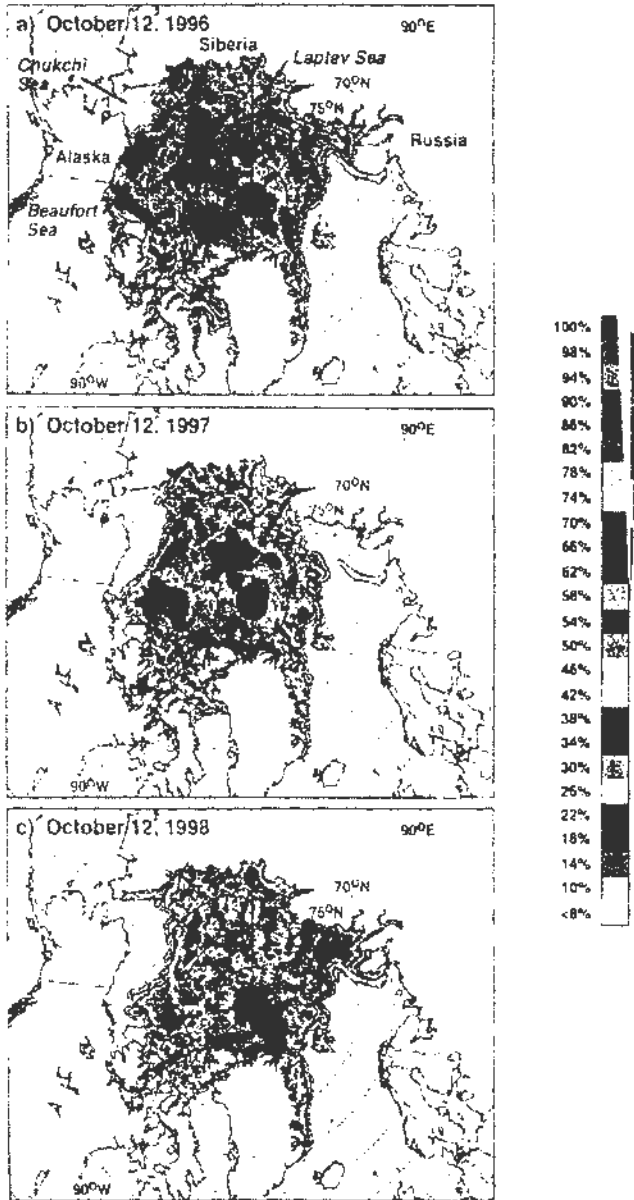 a) October 12, 1996
90°E
Siberia
Laptev Sea
Chukchi
Sea
70°N
75°N
Russia
Alaska
Beaufort
Sea
90°W
b) October 12, 1997
90°E
70°N
75°N
90°W
c) October 12, 1998
90°E
70°N
75°N
90°W
100%
98%
94%
90%
86%
82%
78%
74%
70%
66%
62%
58%
54%
50%
46%
42%
38%
34%
30%
26%
22%
18%
14%
10%
<8%